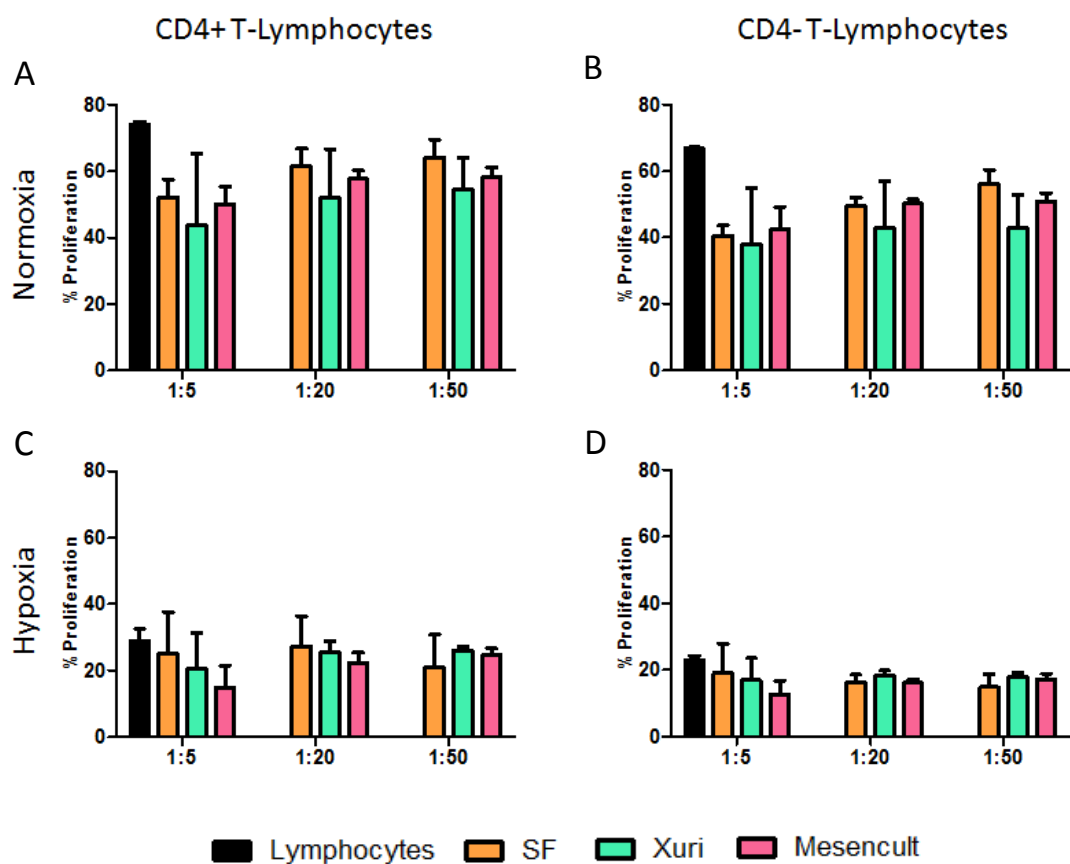 CD4+ T-Lymphocytes
CD4- T-Lymphocytes
Normoxia
A
% Proliferation
80
60
40
20
0
1:5
1:20
1:50
B
% Proliferation
80
60
40
20
0
1:5
1:20
1:50
Hypoxia
C
% Proliferation
80
60
40
20
0
1:5
1:20
1:50
D
% Proliferation
80
60
40
20
0
1:5
1:20
1:50
Lymphocytes SF Xuri Mesencult